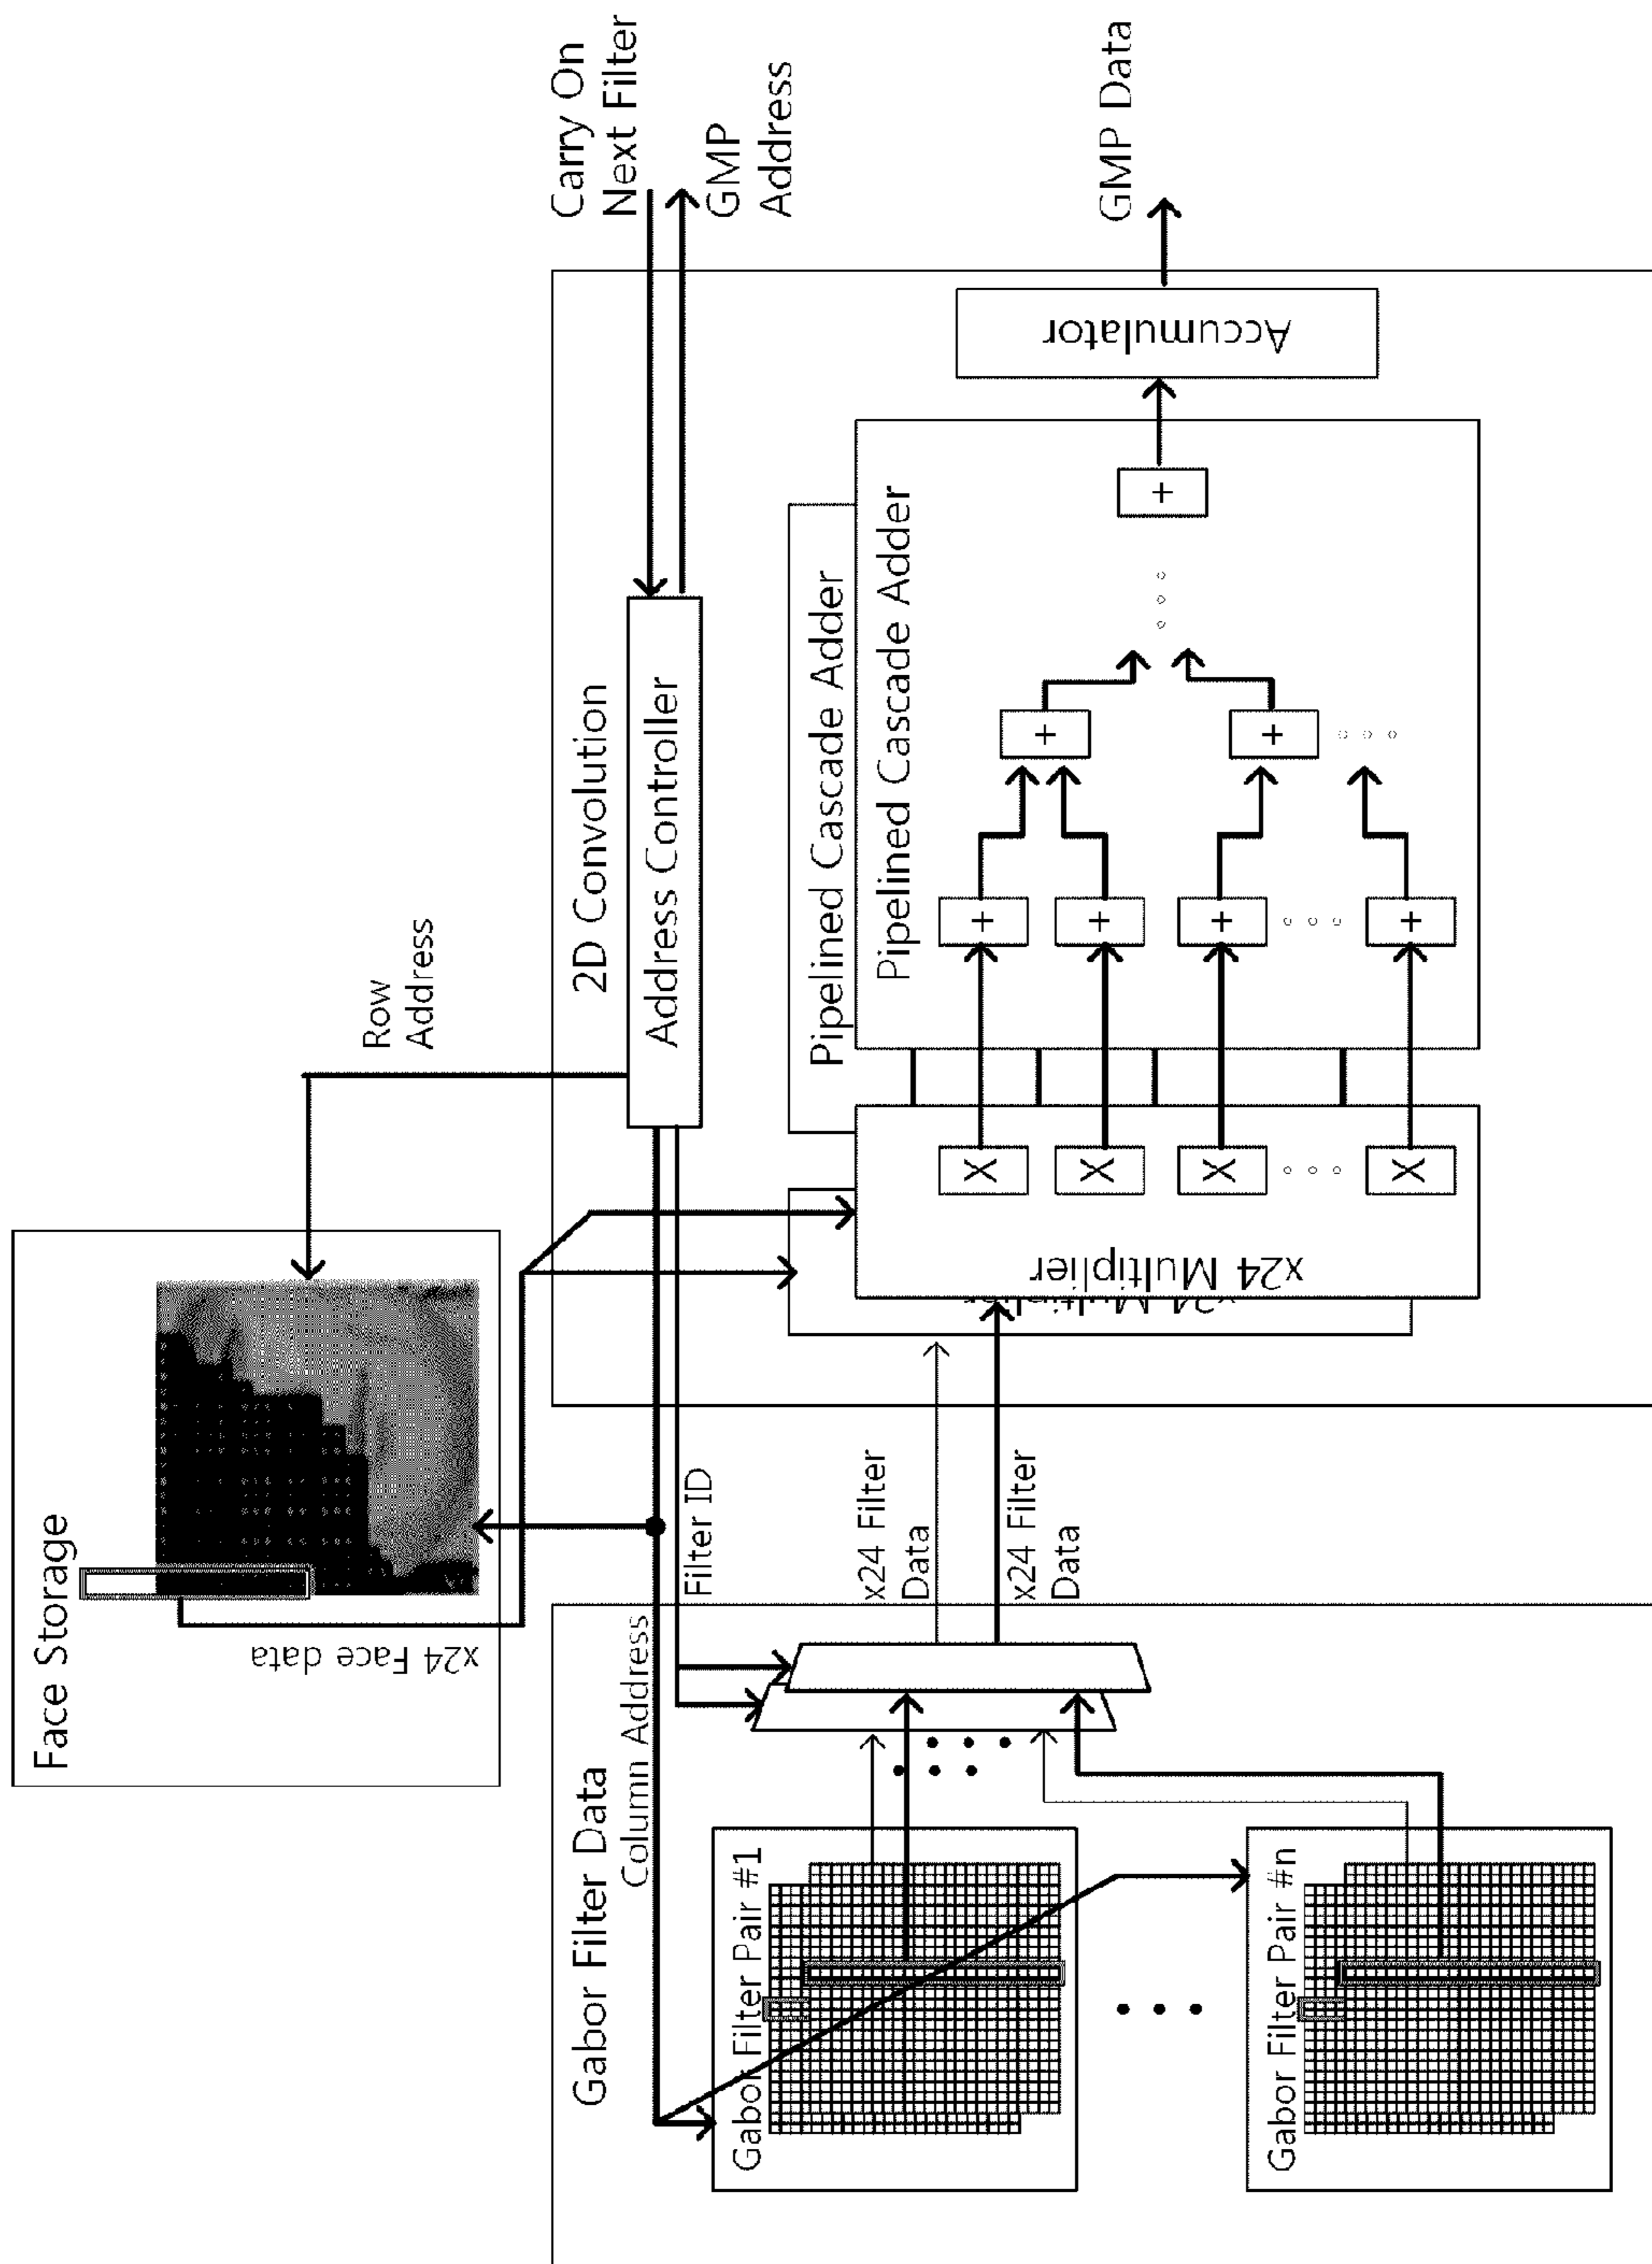 Face Storage
x24 Face data
Row
Address
Carry On
Next Filter
GMP
Address
2D Convolution
Address Controller
Gabor Filter Data
Column Address
Filter ID
Gabor Filter Pair #1
Gabor Filter Pair #n
x24 Filter
Data
x24 Filter
Data
x24 Multiplier
x24 Multiplier
X
X
X
X
Pipelined Cascade Adder
Pipelined Cascade Adder
+
+
+
+
+
+
+
Accumulator
GMP Data